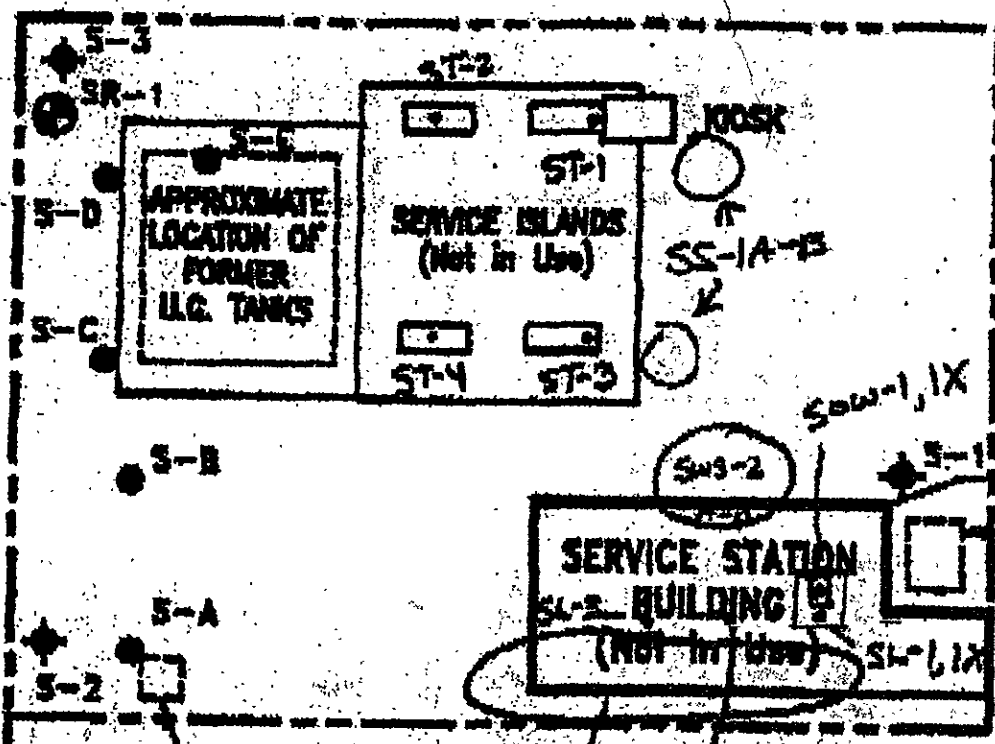 S-3
SR-1
ST-2
KIOSK
S-E
ST-1
S-D
APPROXIMATE
LOCATION OF
FORMER
U.G. TANKS
SERVICE ISLANDS
(Not in Use)
SS-1A-1B
S-C
ST-4
ST-3
SOW-1, 1X
S-B
SWS-2
S-1
SERVICE STATION
BUILDING
(Not in Use)
S-A
SL-1, 1X
S-2